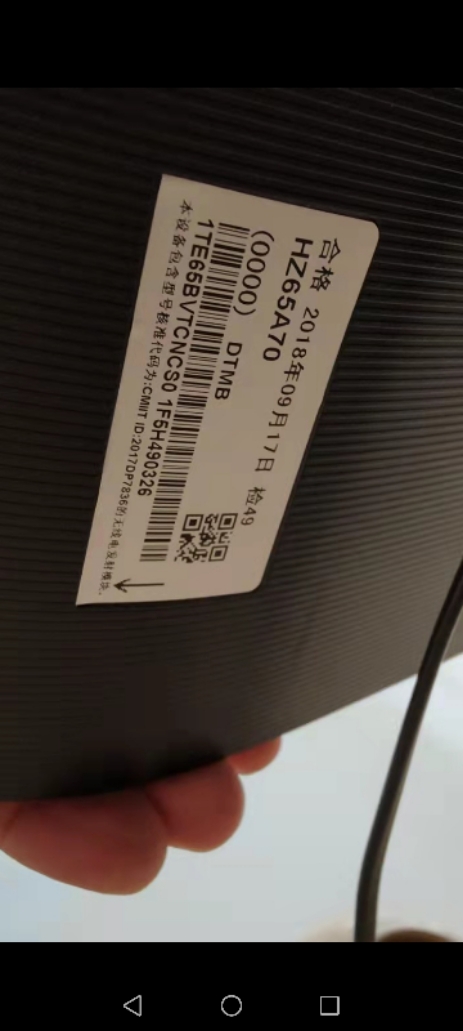 合格 2018年09月17日 检49
HZ65A70
(0000) DTMB
1TE65BVTCNCS0 1F5H490326
本设备包含型号核准代码为:CMIIT ID:2017DP7836的无线电发射模块。